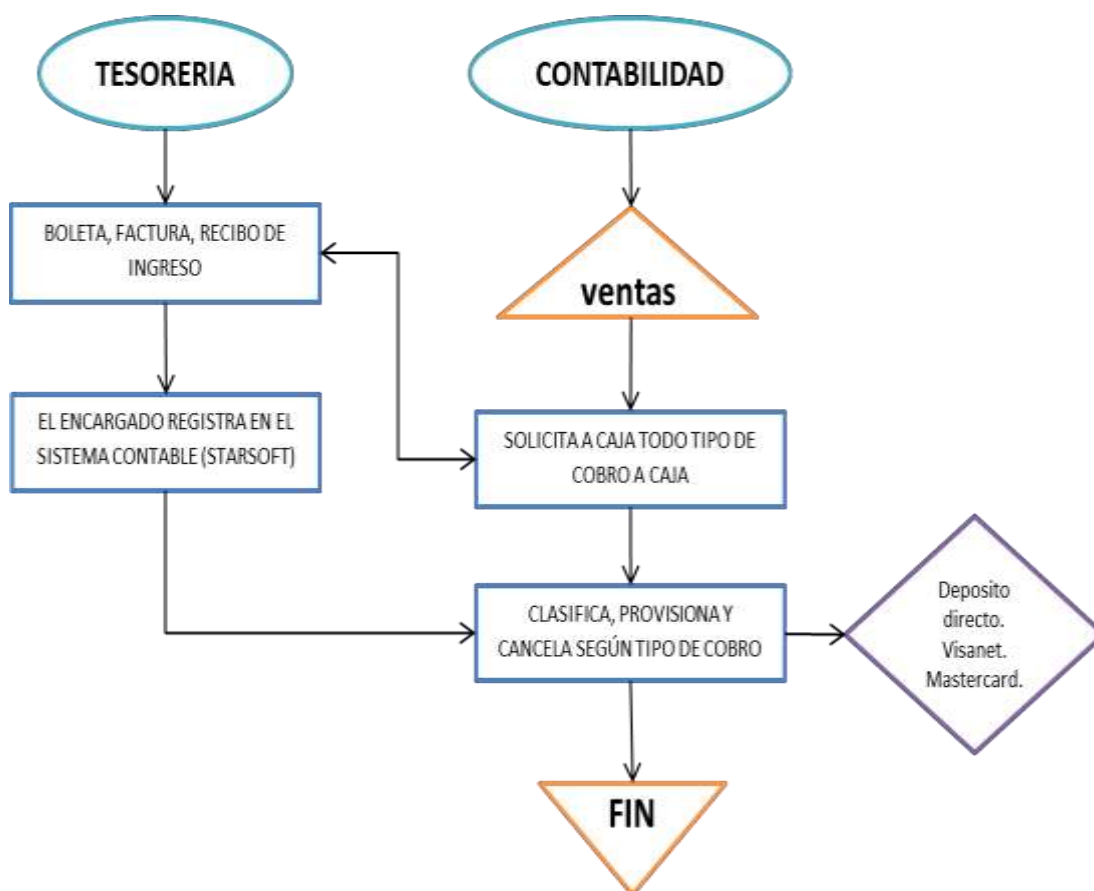 TESORERIA
CONTABILIDAD
BOLETA, FACTURA, RECIBO DE
INGRESO
ventas
EL ENCARGADO REGISTRA EN EL
SISTEMA CONTABLE (STARSOFT)
SOLICITA A CAJA TODO TIPO DE
COBRO A CAJA
CLASIFICA, PROVISIONA Y
CANCELA SEGÚN TIPO DE COBRO
Deposito
directo.
Visanet.
Mastercard.
FIN